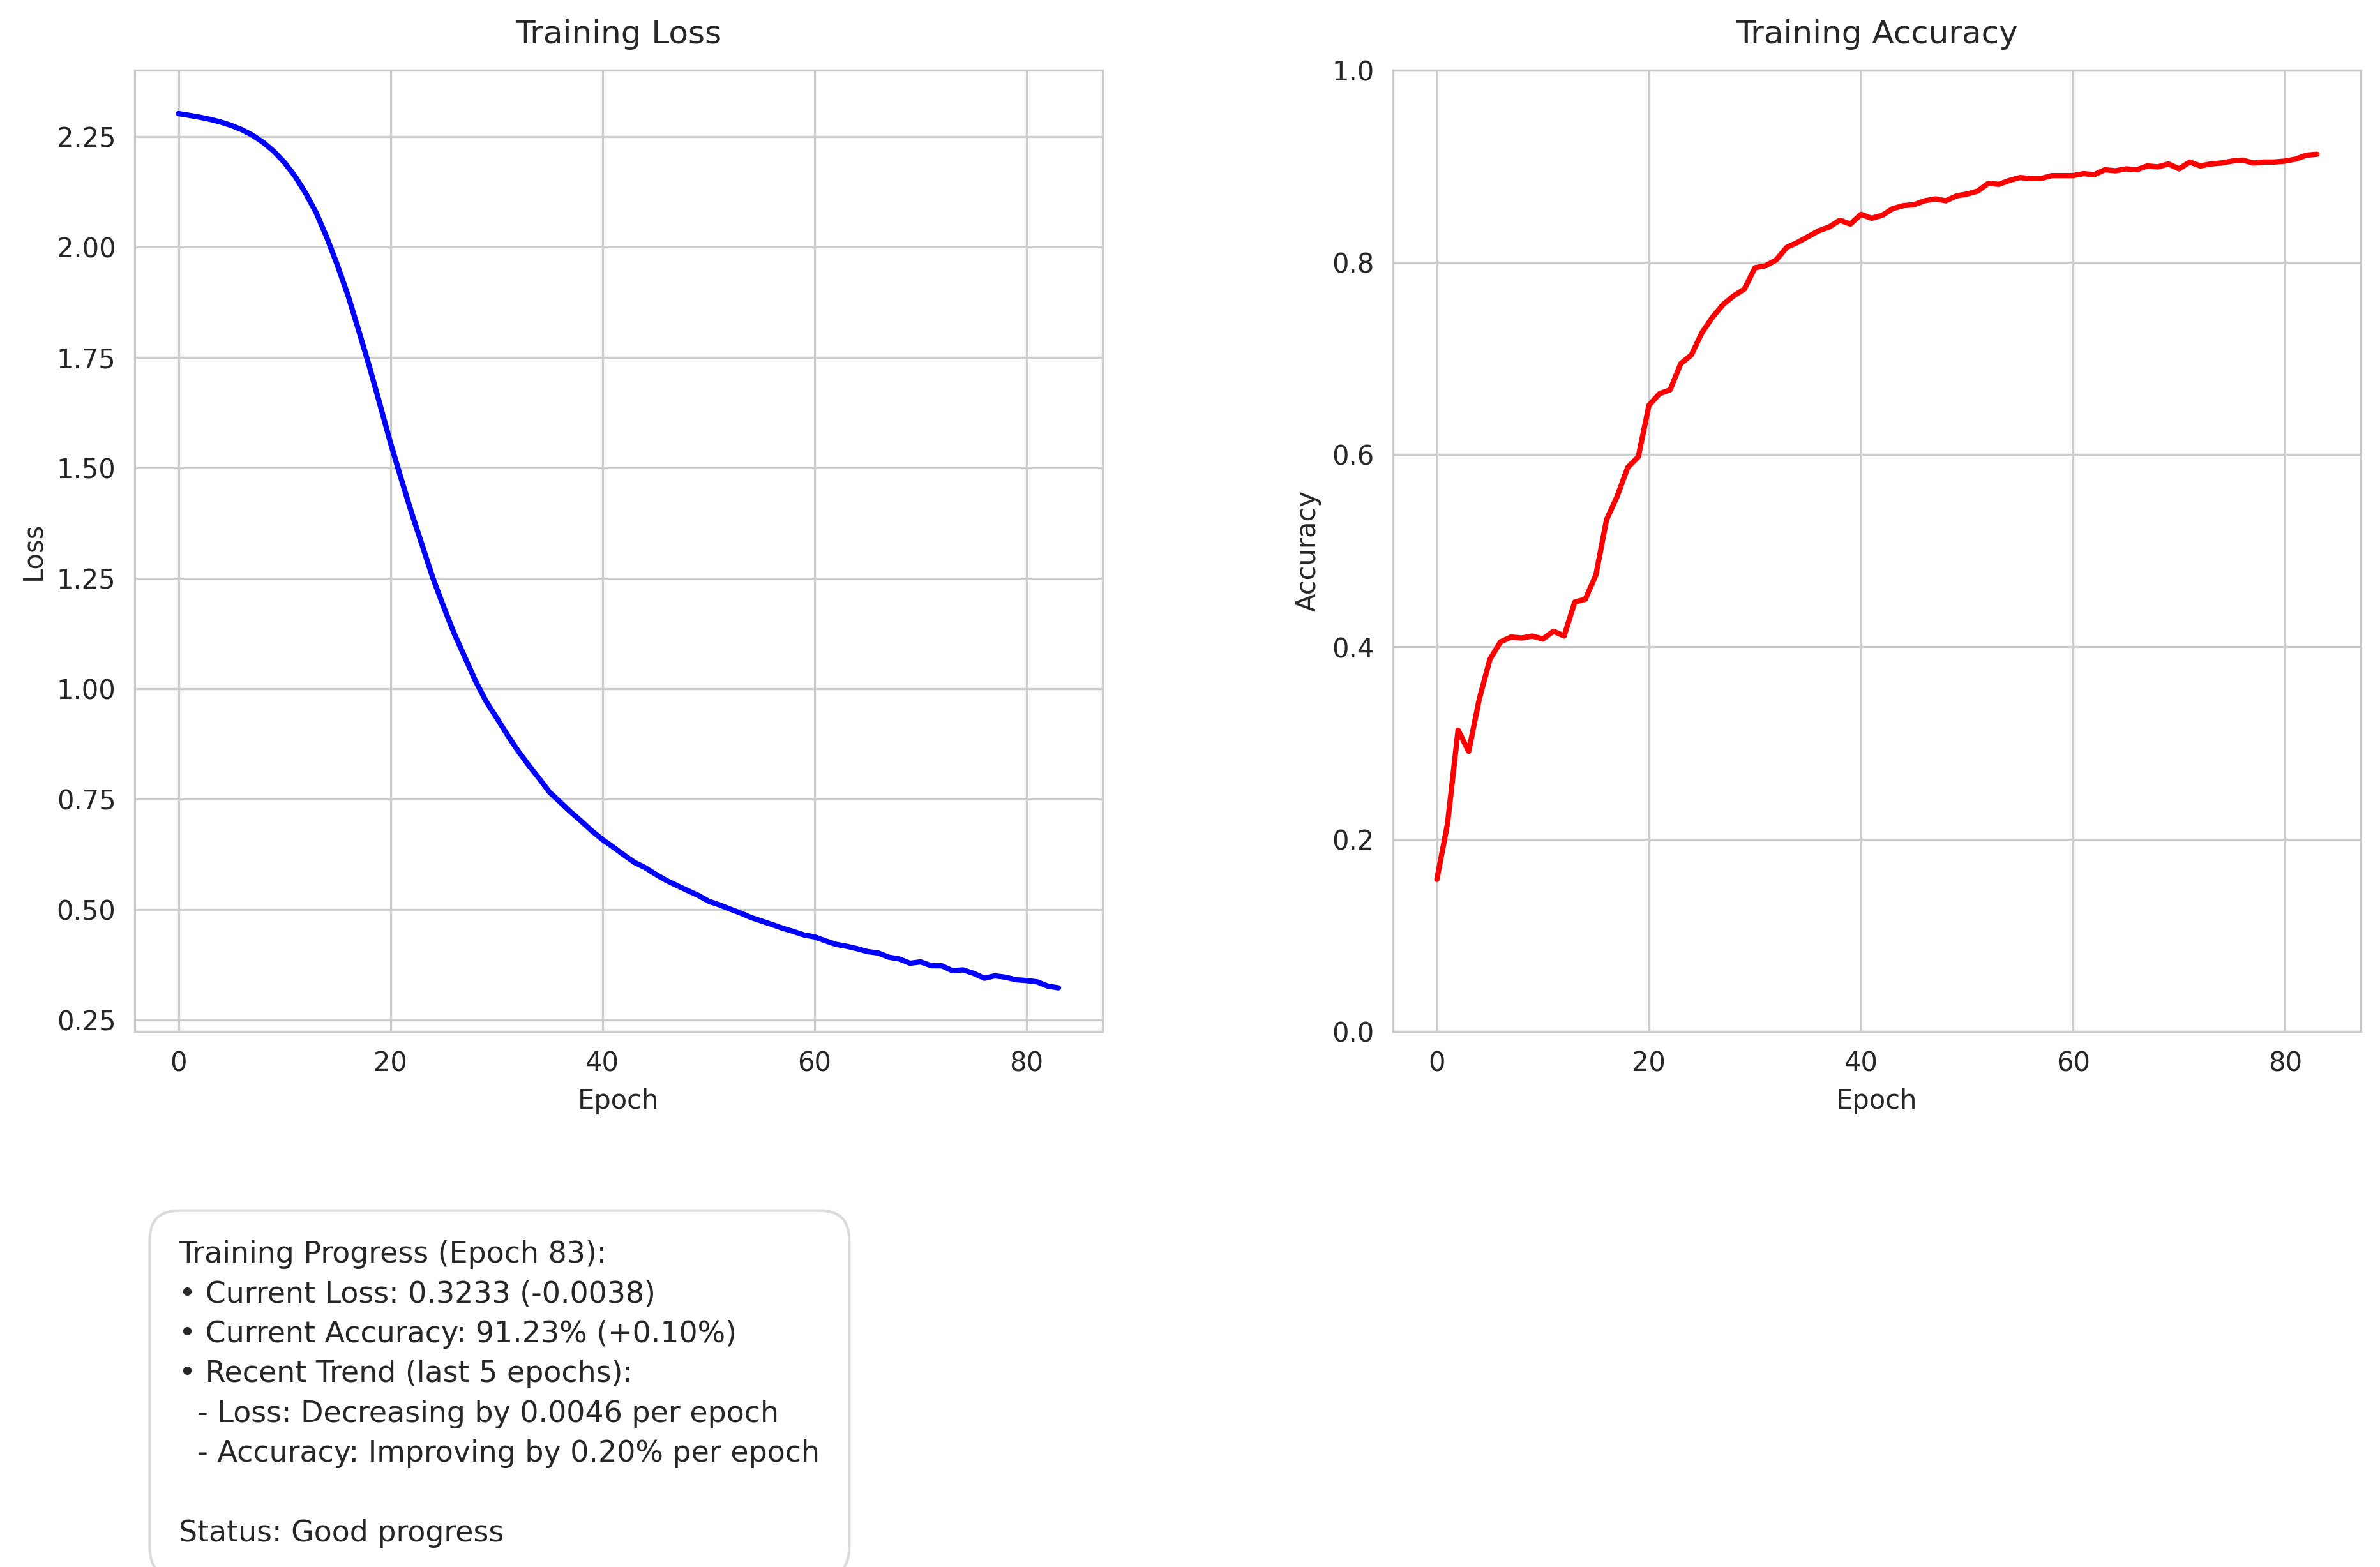 Training Loss
Training Accuracy
2.25
2.00
1.75
1.50
1.25
1.00
0.75
0.50
0.25
Loss
0 20 40 60 80
Epoch
1.0
0.8
0.6
0.4
0.2
0.0
Accuracy
0 20 40 60 80
Epoch
Training Progress (Epoch 83):
• Current Loss: 0.3233 (-0.0038)
• Current Accuracy: 91.23% (+0.10%)
• Recent Trend (last 5 epochs):
- Loss: Decreasing by 0.0046 per epoch
- Accuracy: Improving by 0.20% per epoch
Status: Good progress